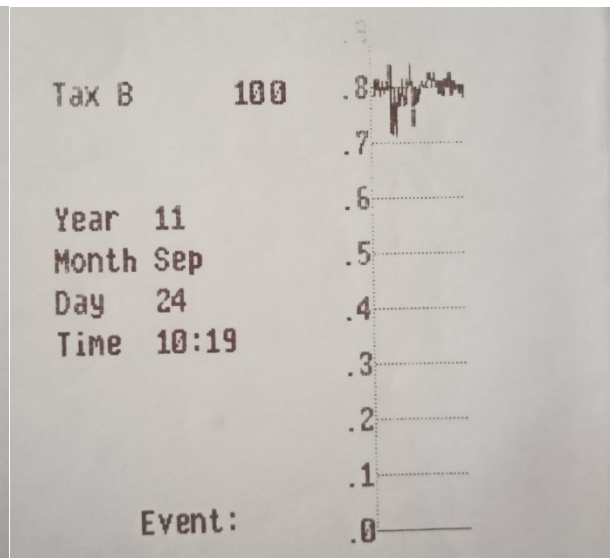 .9
Tax B 100 .8
.7
.6
Year 11
Month Sep .5
Day 24 .4
Time 10:19
.3
.2
.1
Event: .0